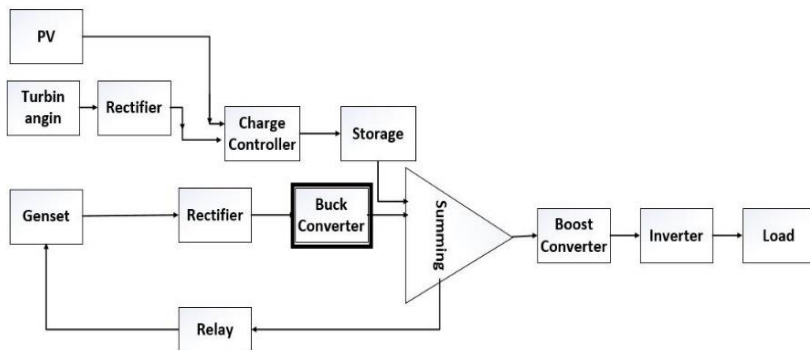 PV
Turbin
angin
Rectifier
Charge
Controller
Storage
Genset
Rectifier
Buck
Converter
Summing
Boost
Converter
Inverter
Load
Relay